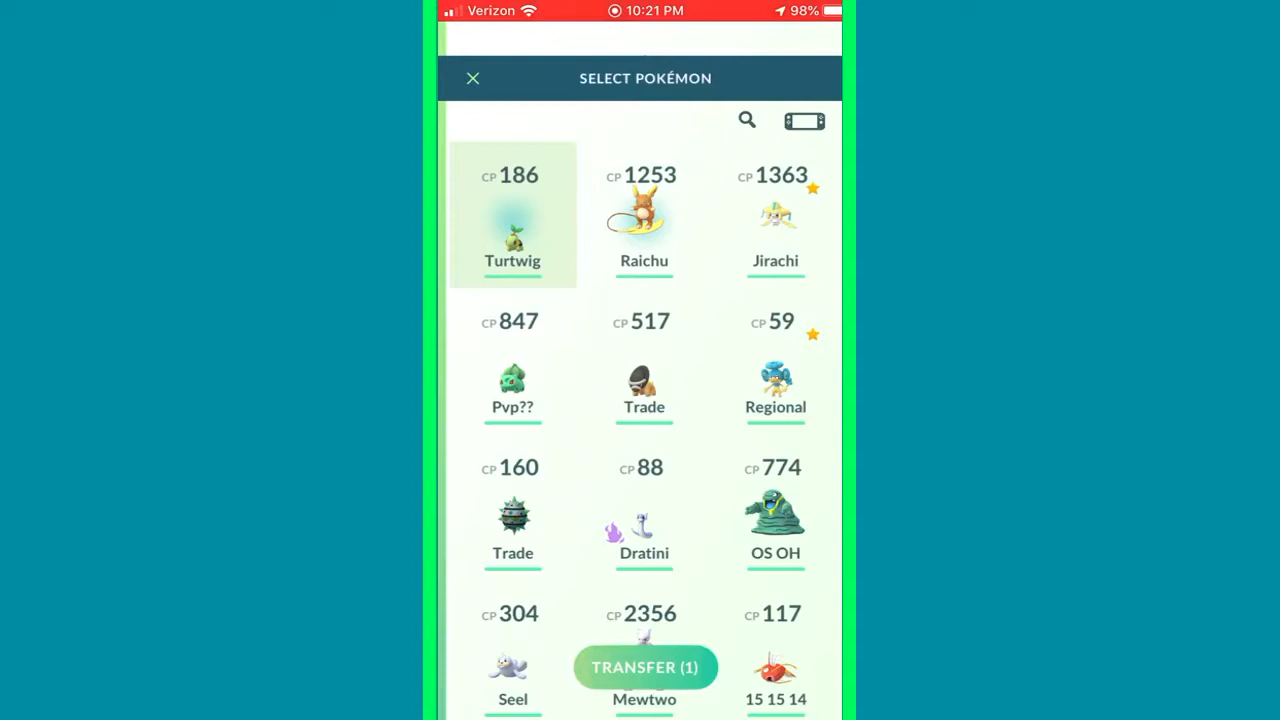 Verizon 10:21 PM 98%
SELECT POKÉMON
CP 186 CP 1253 CP 1363
Turtwig Raichu Jirachi
CP 847 CP 517 CP 59
Pvp?? Trade Regional
CP 160 CP 88 CP 774
Trade Dratini OS OH
CP 304 CP 2356 CP 117
TRANSFER (1)
Seel Mewtwo 15 15 14